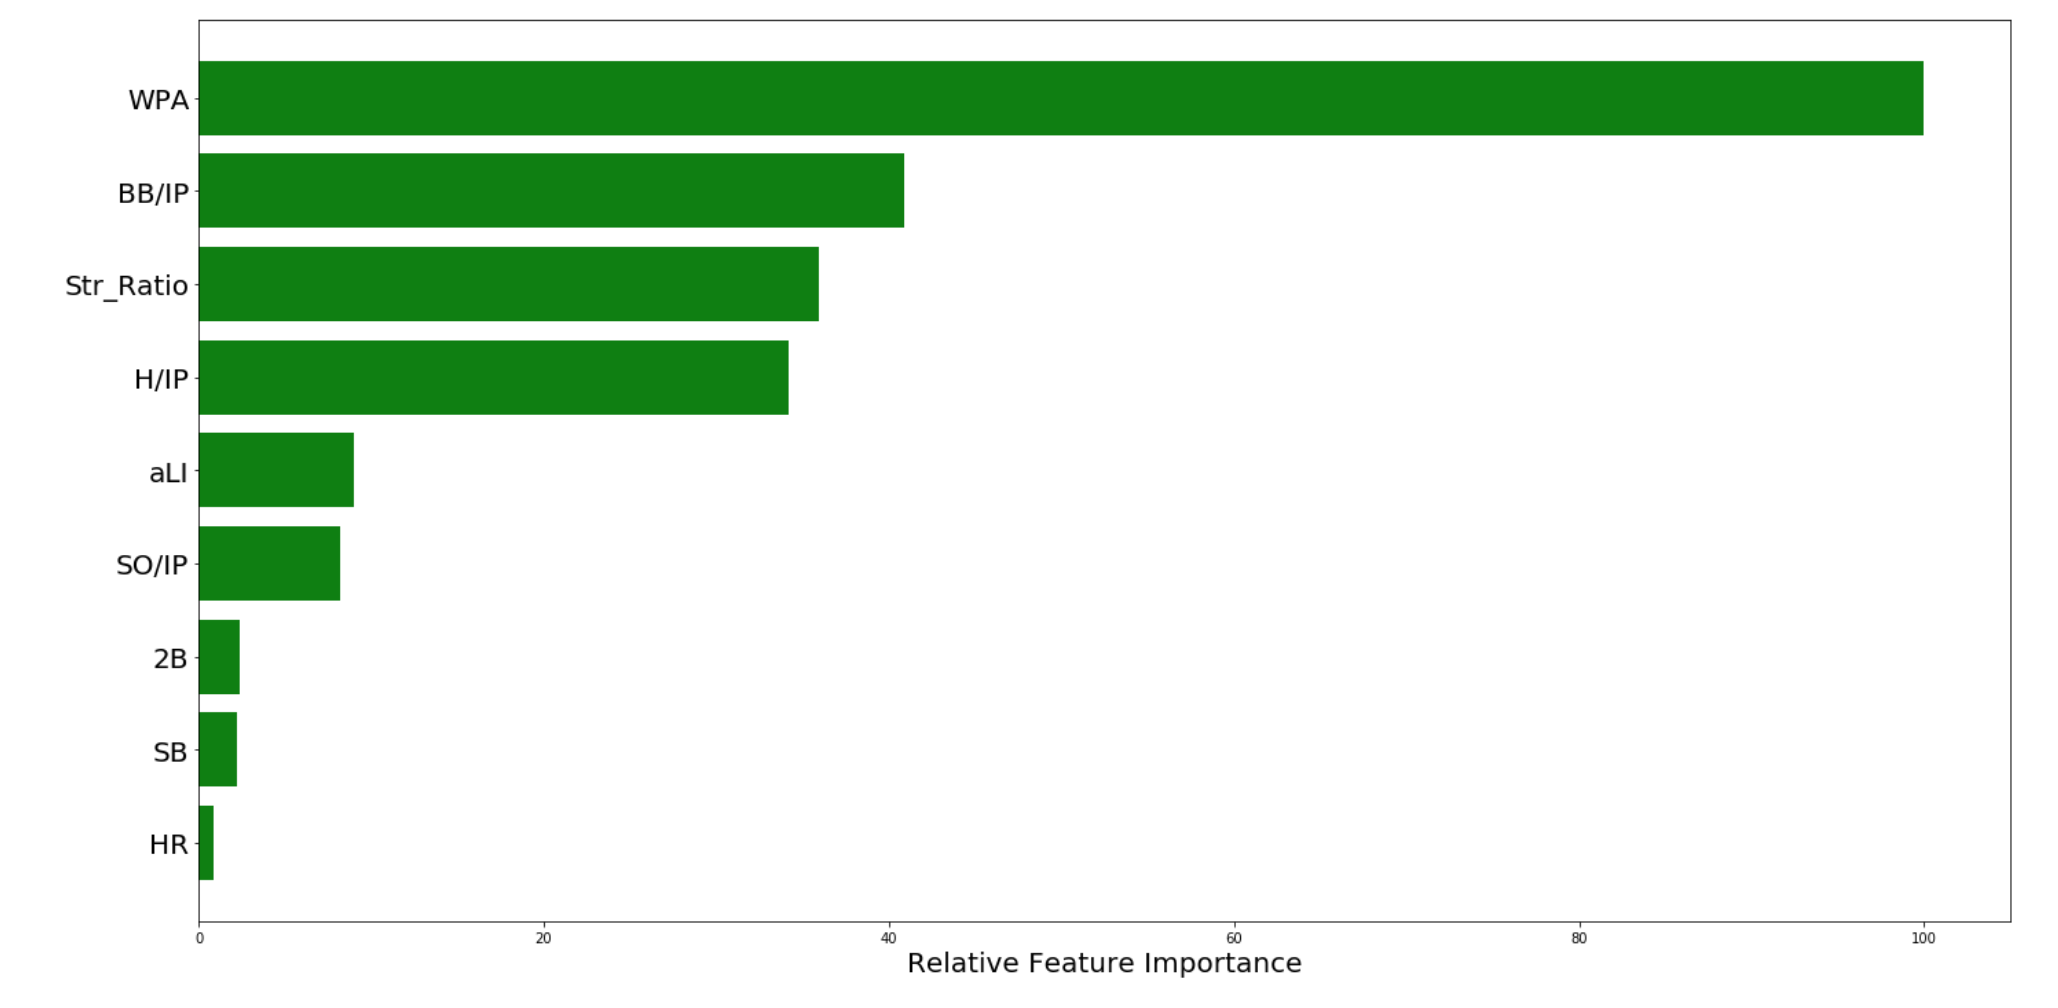 WPA
BB/IP
Str_Ratio
H/IP
aLI
SO/IP
2B
SB
HR
0 20 40 60 80 100
Relative Feature Importance